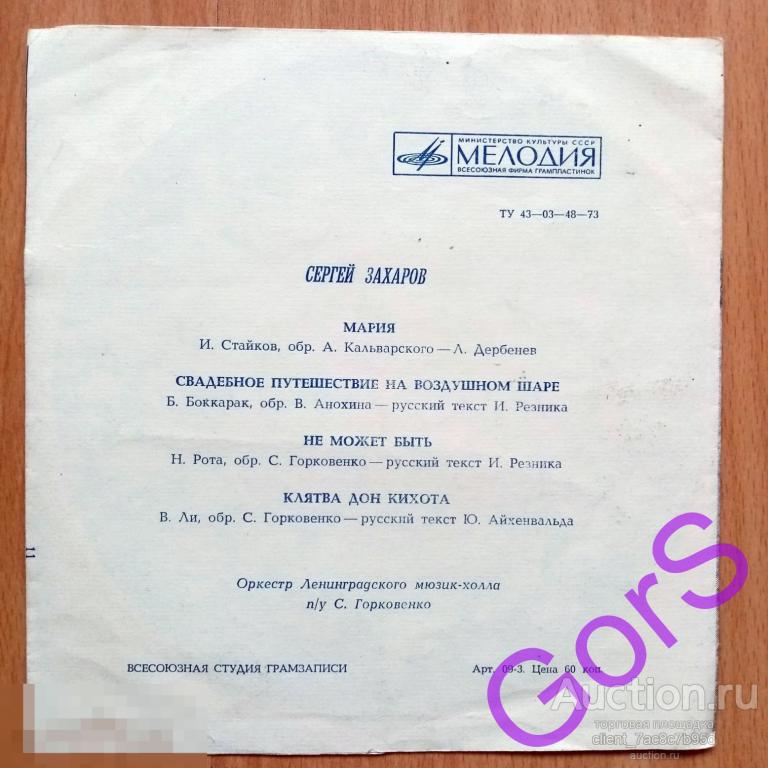 МИНИСТЕРСТВО КУЛЬТУРЫ СССР
МЕЛОДИЯ
ВСЕСОЮЗНАЯ ФИРМА ГРАМПЛАСТИНОК
ТУ 43—03—48—73
СЕРГЕЙ ЗАХАРОВ
МАРИЯ
И. Стайков, обр. А. Кальварского — Л. Дербенев
СВАДЕБНОЕ ПУТЕШЕСТВИЕ НА ВОЗДУШНОМ ШАРЕ
Б. Боккарак, обр. В. Анохина — русский текст И. Резника
НЕ МОЖЕТ БЫТЬ
Н. Рота, обр. С. Горковенко — русский текст И. Резника
КЛЯТВА ДОН КИХОТА
В. Ли, обр. С. Горковенко — русский текст Ю. Айхенвальда
11
Оркестр Ленинградского мюзик-холла
п/у С. Горковенко
ВСЕСОЮЗНАЯ СТУДИЯ ГРАМЗАПИСИ
Арт. 09-3. Цена 60 коп.
GorS
Auction.ru
торговая площадка
client_7ac8c7b95d
auction.ru